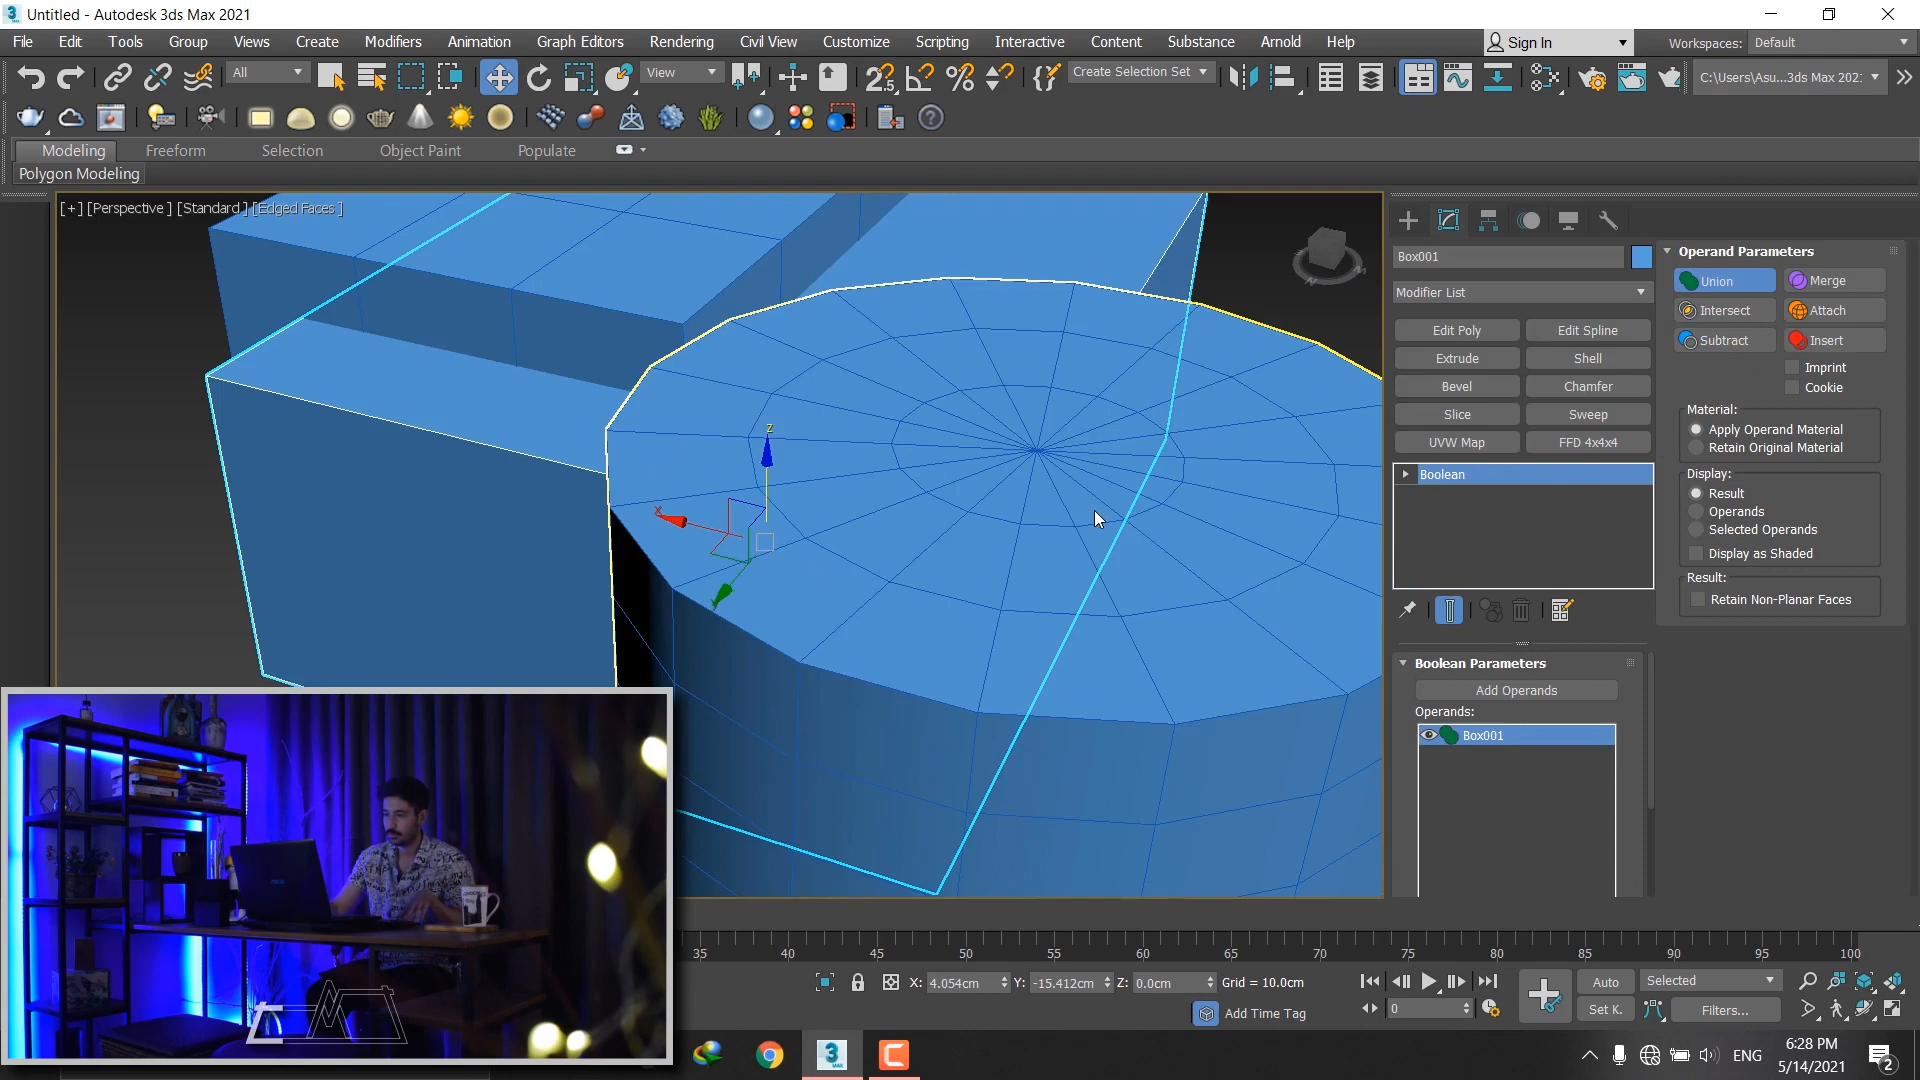 Untitled - Autodesk 3ds Max 2021
File Edit Tools Group Views Create Modifiers Animation Graph Editors Rendering Civil View Customize Scripting Interactive Content Substance Arnold Help
Sign In
Workspaces: Default
All
View
Create Selection Set
C:\Users\Asu...3ds Max 202:
Modeling Freeform Selection Object Paint Populate
Polygon Modeling
[+] [Perspective ] [Standard ] [Edged Faces ]
z
x
Box001
Modifier List
Edit Poly Edit Spline
Extrude Shell
Bevel Chamfer
Slice Sweep
UVW Map FFD 4x4x4
Boolean
Boolean Parameters
Add Operands
Operands:
Box001
Operand Parameters
Union Merge
Intersect Attach
Subtract Insert
Imprint
Cookie
Material:
Apply Operand Material
Retain Original Material
Display:
Result
Operands
Selected Operands
Display as Shaded
Result:
Retain Non-Planar Faces
35 40 45 50 55 60 65 70 75 80 85 90 95 100
X: 4.054cm Y: -15.412cm Z: 0.0cm Grid = 10.0cm
Add Time Tag
0
Auto Selected
Set K. Filters...
ENG
6:28 PM
5/14/2021
2